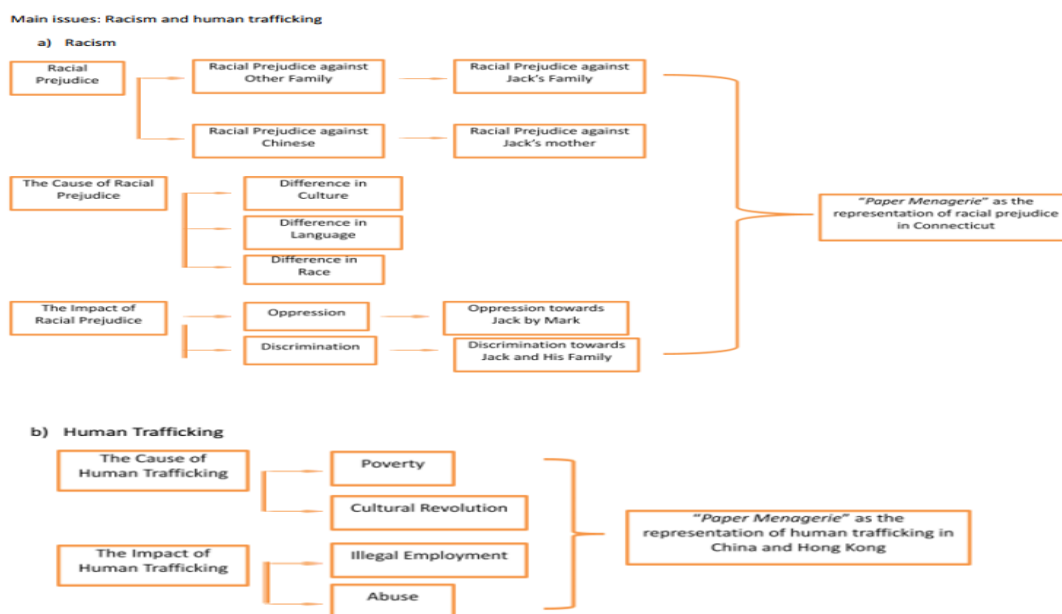 Main issues: Racism and human trafficking
a) Racism
Racial
Prejudice
Racial Prejudice against
Other Family
Racial Prejudice against
Jack's Family
Racial Prejudice against
Chinese
Racial Prejudice against
Jack's mother
The Cause of Racial
Prejudice
Difference in
Culture
Difference in
Language
Difference in
Race
The Impact of
Racial Prejudice
Oppression
Oppression towards
Jack by Mark
Discrimination
Discrimination towards
Jack and His Family
"Paper Menagerie" as the
representation of racial prejudice
in Connecticut
b) Human Trafficking
The Cause of
Human Trafficking
Poverty
Cultural Revolution
The Impact of
Human Trafficking
Illegal Employment
Abuse
"Paper Menagerie" as the
representation of human trafficking in
China and Hong Kong